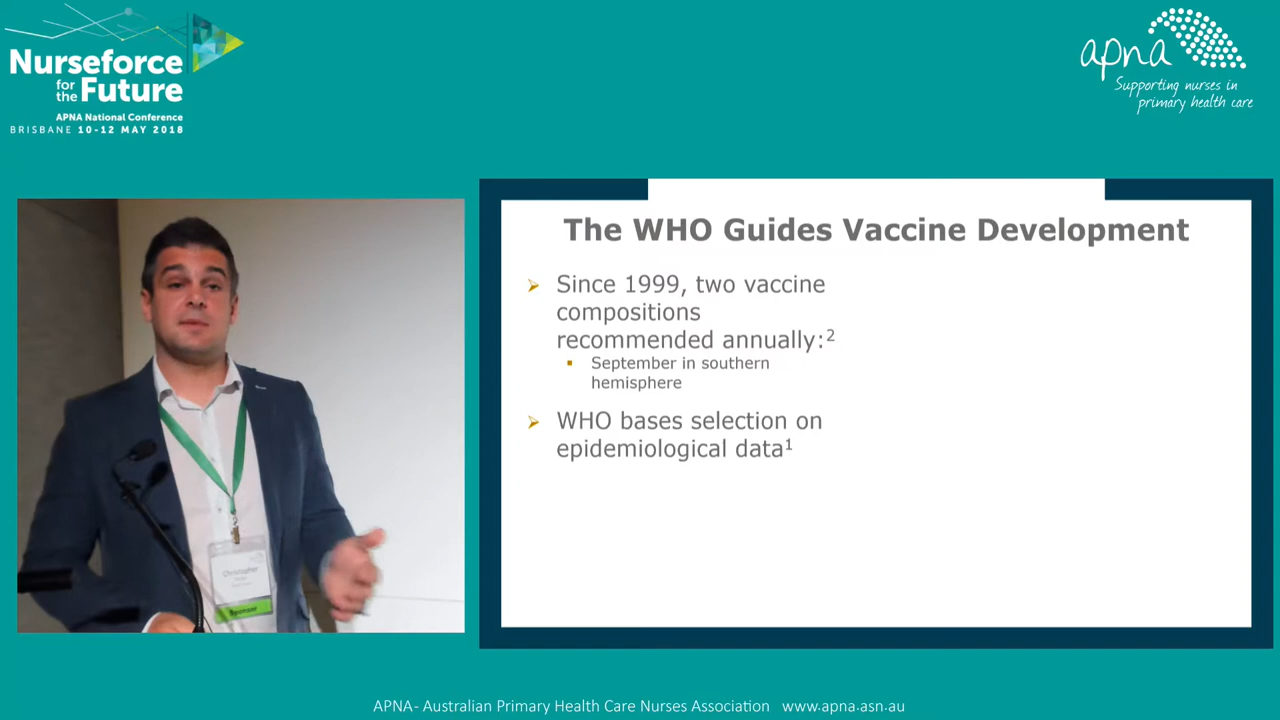 Nurseforce
for the Future
APNA National Conference
BRISBANE 10-12 MAY 2018
apna
Supporting nurses in
primary health care
The WHO Guides Vaccine Development
Since 1999, two vaccine
compositions
recommended annually:²
September in southern
hemisphere
WHO bases selection on
epidemiological data¹
Christopher
Sponsor
APNA- Australian Primary Health Care Nurses Association www.apna.asn.au